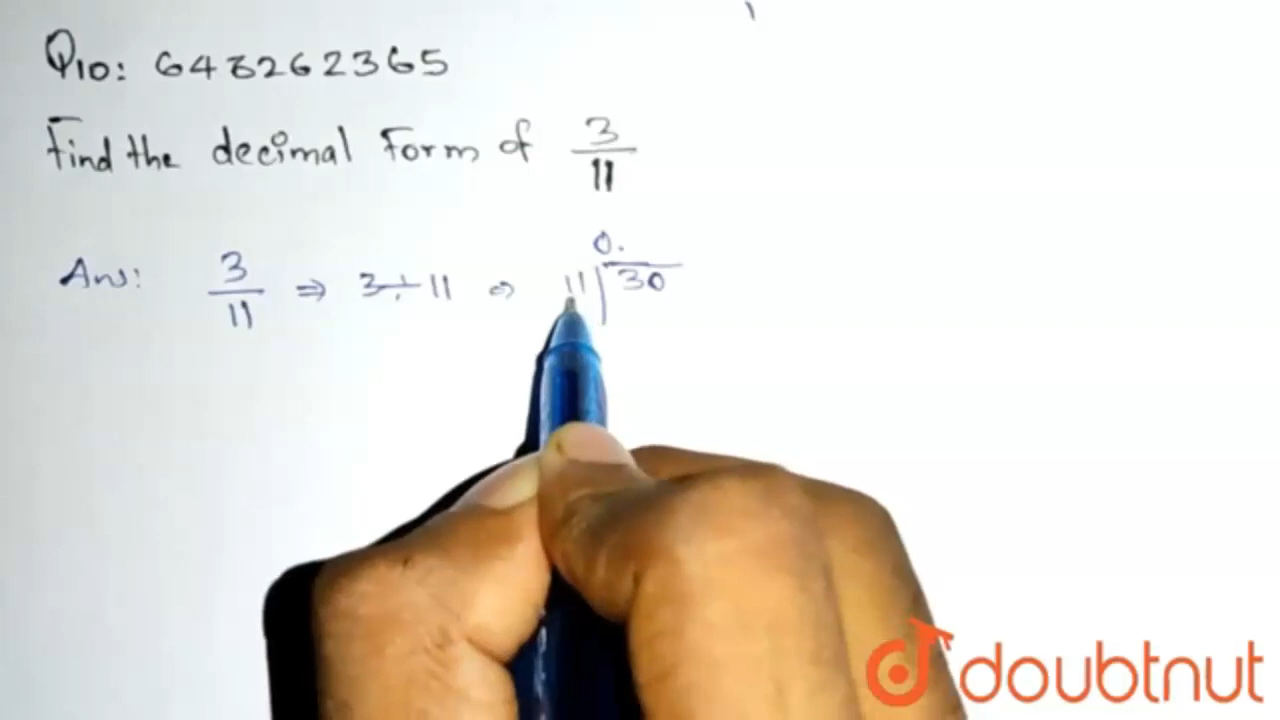 Q10: 648262365
Find the decimal Form of 3/11
Ans: 3/11 ⇒ 3÷11 ⇒ 11)30 0.
doubtnut